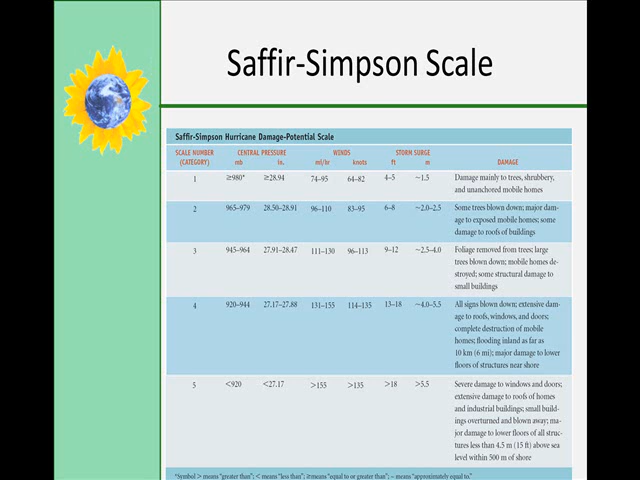 Saffir-Simpson Scale
Saffir-Simpson Hurricane Damage-Potential Scale
SCALE NUMBER CENTRAL PRESSURE WINDS STORM SURGE
(CATEGORY) mb in. mi/hr knots ft m DAMAGE
1 ≥980* ≥28.94 74–95 64–82 4–5 ~1.5 Damage mainly to trees, shrubbery,
and unanchored mobile homes
2 965–979 28.50–28.91 96–110 83–95 6–8 ~2.0–2.5 Some trees blown down; major dam-
age to exposed mobile homes; some
damage to roofs of buildings
3 945–964 27.91–28.47 111–130 96–113 9–12 ~2.5–4.0 Foliage removed from trees; large
trees blown down; mobile homes de-
stroyed; some structural damage to
small buildings
4 920–944 27.17–27.88 131–155 114–135 13–18 ~4.0–5.5 All signs blown down; extensive dam-
age to roofs, windows, and doors;
complete destruction of mobile
homes; flooding inland as far as
10 km (6 mi); major damage to lower
floors of structures near shore
5 <920 <27.17 >155 >135 >18 >5.5 Severe damage to windows and doors;
extensive damage to roofs of homes
and industrial buildings; small build-
ings overturned and blown away; ma-
jor damage to lower floors of all struc-
tures less than 4.5 m (15 ft) above sea
level within 500 m of shore
*Symbol > means "greater than"; < means "less than"; ≥ means "equal to or greater than"; ~ means "approximately equal to."